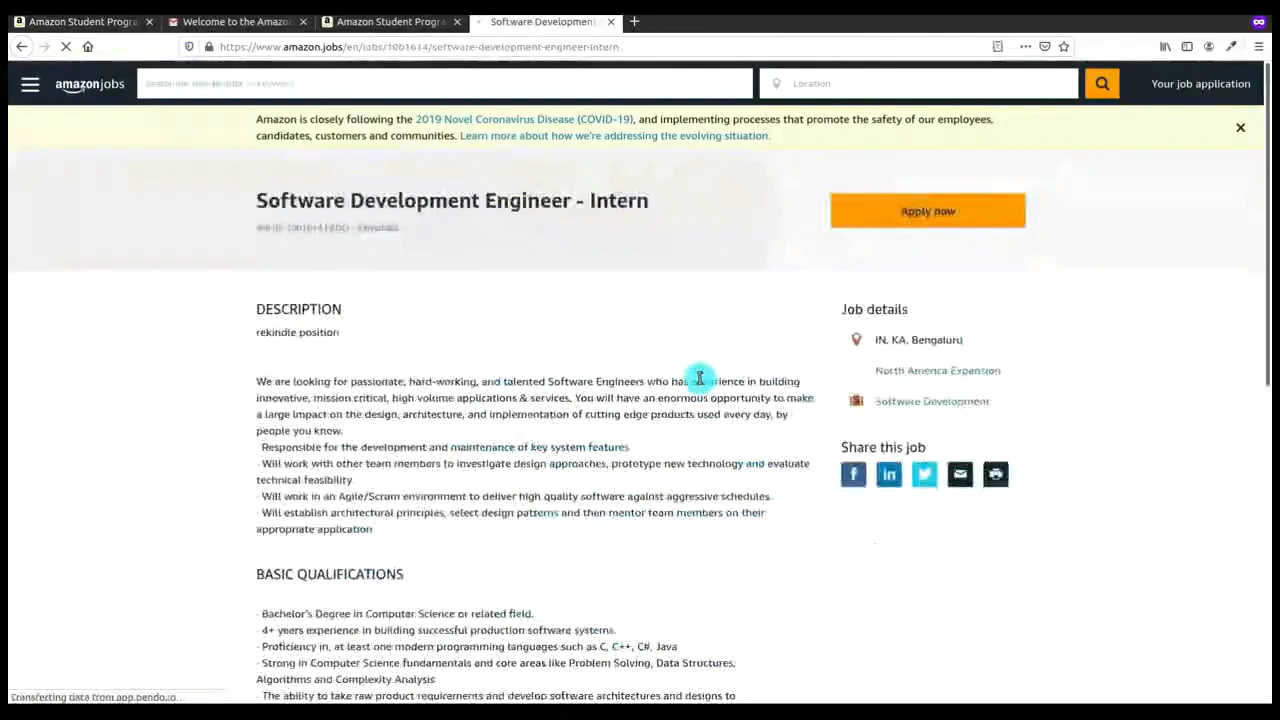 Amazon Student Progra
Welcome to the Amazon
Amazon Student Progra
Software Development
https://www.amazon.jobs/en/jobs/1001614/software-development-engineer-intern
amazonjobs
Location
Your job application
Amazon is closely following the 2019 Novel Coronavirus Disease (COVID-19), and implementing processes that promote the safety of our employees,
candidates, customers and communities. Learn more about how we're addressing the evolving situation.
Software Development Engineer - Intern
Apply now
DESCRIPTION
rekindle position
We are looking for passionate, hard-working, and talented Software Engineers who in building
innovative, mission critical, high volume applications & services. You will have an enormous opportunity to make
a large impact on the design, architecture, and implementation of cutting edge products used every day, by
people you know.
· Responsible for the development and maintenance of key system features
· Will work with other team members to investigate design approaches, prototype new technology and evaluate
technical feasibility
· Will work in an Agile/Scrum environment to deliver high quality software against aggressive schedules.
· Will establish architectural principles, select design patterns and then mentor team members on their
appropriate application
BASIC QUALIFICATIONS
· Bachelor's Degree in Computer Science or related field.
· 4+ years experience in building successful production software systems.
· Proficiency in, at least one modern programming languages such as C, C++, C#, Java
· Strong in Computer Science fundamentals and core areas like Problem Solving, Data Structures,
Algorithms and Complexity Analysis
· The ability to take raw product requirements and develop software architectures and designs to
Job details
IN, KA, Bengaluru
North America Expansion
Software Development
Share this job
Transferring data from app.pendo.io...